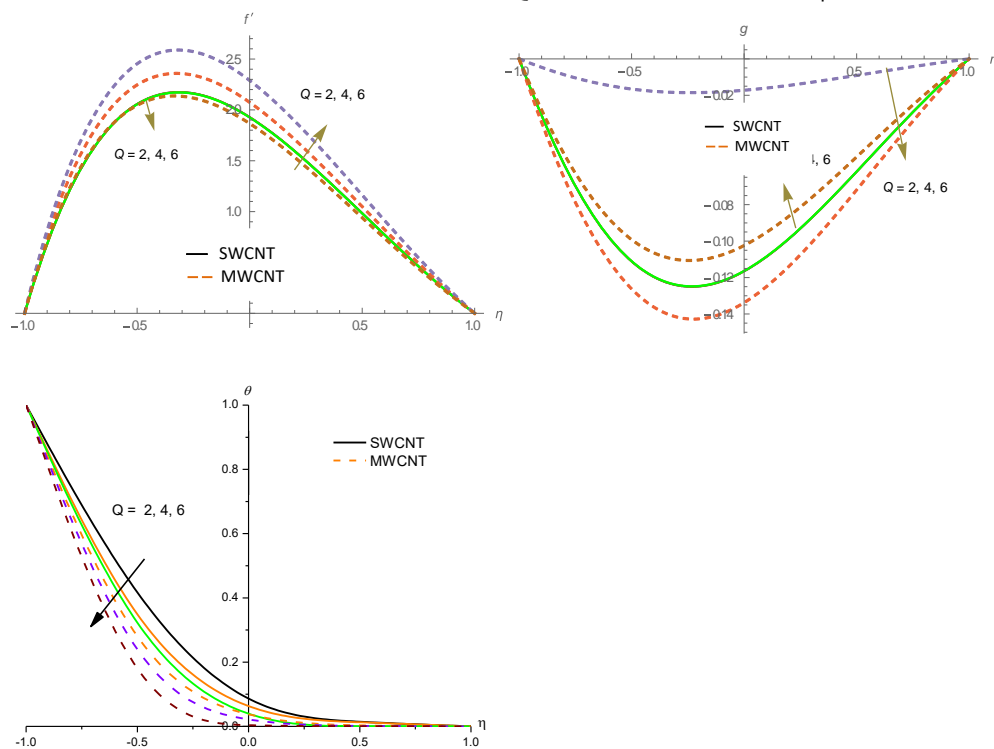 f′
2.5
2.0
1.5
1.0
Q = 2, 4, 6
Q = 2, 4, 6
SWCNT
MWCNT
-1.0
-0.5
0.5
1.0
η
g
-1.0
-0.5
0.5
1.0
-0.02
SWCNT
MWCNT
, 6
Q = 2, 4, 6
-0.08
-0.10
-0.12
-0.14
θ
1.0
0.8
0.6
0.4
0.2
0.0
SWCNT
MWCNT
Q = 2, 4, 6
η
-1.0
-0.5
0.0
0.5
1.0